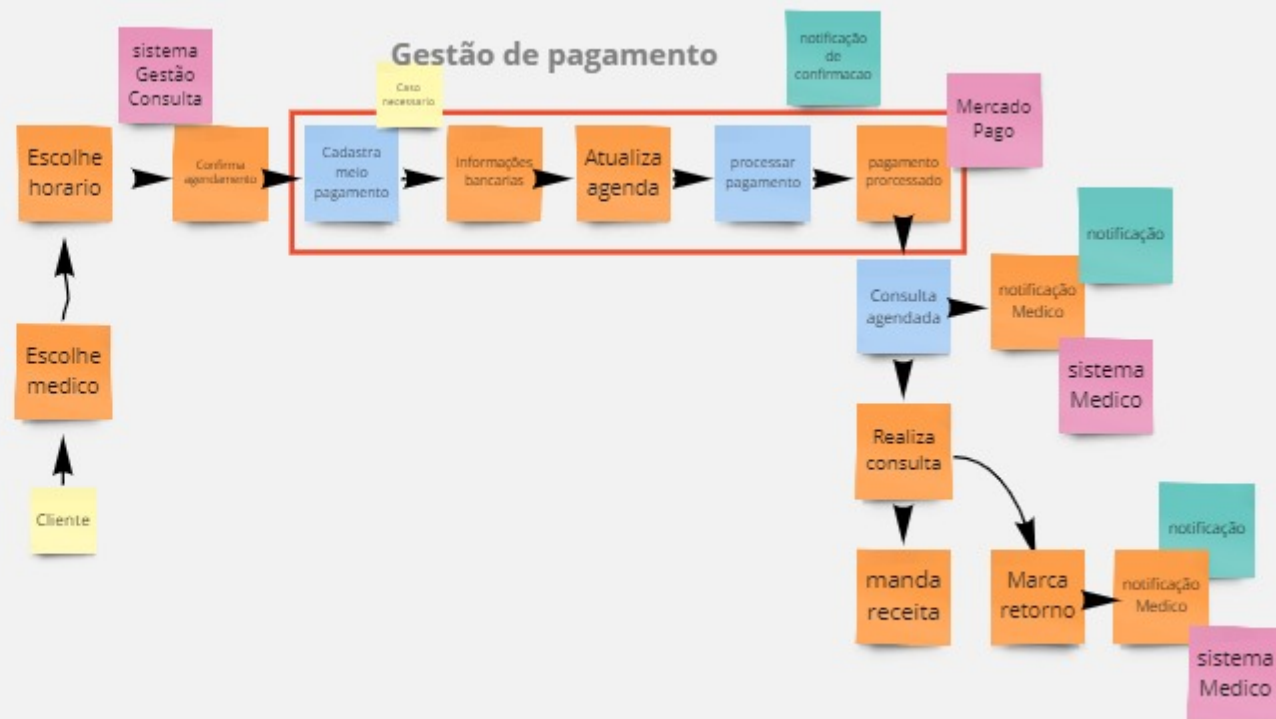 Gestão de pagamento
sistema
Gestão
Consulta
Caso
necessario
notificação
de
confirmacao
Mercado
Pago
Escolhe
horario
Confirma
agendamento
Cadastra
meio
pagamento
Informações
bancarias
Atualiza
agenda
processar
pagamento
pagamento
prorcessado
notificação
Consulta
agendada
notificação
Medico
Escolhe
medico
sistema
Medico
Realiza
consulta
Cliente
notificação
manda
receita
Marca
retorno
notificação
Medico
sistema
Medico